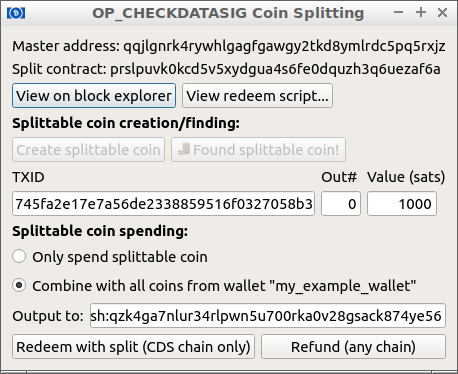 OP_CHECKDATASIG Coin Splitting
Master address: qqjlgnrk4rywhlgagfgawgy2tkd8ymlrdc5pq5rxjz
Split contract: prslpuvk0kcd5v5xydgua4s6fe0dquzh3q6uezaf6a
View on block explorer View redeem script...
Splittable coin creation/finding:
Create splittable coin Found splittable coin!
TXID Out# Value (sats)
745fa2e17e7a56de2338859516f0327058b3 0 1000
Splittable coin spending:
Only spend splittable coin
Combine with all coins from wallet "my_example_wallet"
Output to: sh:qzk4ga7nlur34rlpwn5u700rka0v28gsack874ye56
Redeem with split (CDS chain only) Refund (any chain)